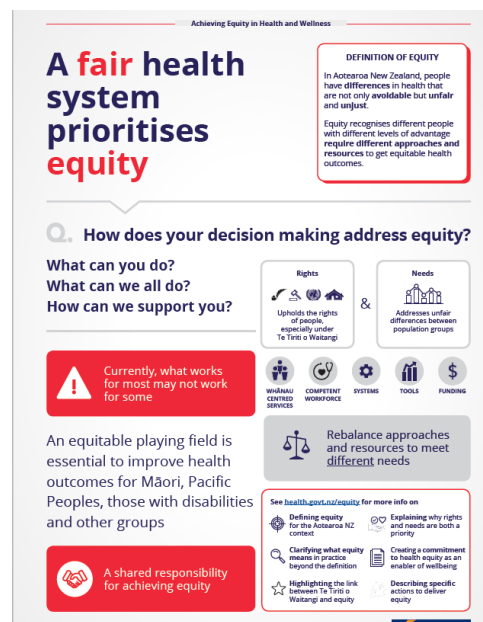 Achieving Equity in Health and Wellness
A fair health
system
prioritises
equity
DEFINITION OF EQUITY
In Aotearoa New Zealand, people
have differences in health that
are not only avoidable but unfair
and unjust.
Equity recognises different people
with different levels of advantage
require different approaches and
resources to get equitable health
outcomes.
Q. How does your decision making address equity?
What can you do?
What can we all do?
How can we support you?
Rights
Upholds the rights
of people,
especially under
Te Tiriti o Waitangi
&
Needs
Addresses unfair
differences between
population groups
Currently, what works
for most may not work
for some
WHĀNAU
CENTRED
SERVICES
COMPETENT
WORKFORCE
SYSTEMS
TOOLS
$
FUNDING
An equitable playing field is
essential to improve health
outcomes for Māori, Pacific
Peoples, those with disabilities
and other groups
Rebalance approaches
and resources to meet
different needs
A shared responsibility
for achieving equity
See health.govt.nz/equity for more info on
Defining equity
for the Aotearoa NZ
context
Clarifying what equity
means in practice
beyond the definition
Highlighting the link
between Te Tiriti o
Waitangi and equity
Explaining why rights
and needs are both a
priority
Creating a commitment
to health equity as an
enabler of wellbeing
Describing specific
actions to deliver
equity